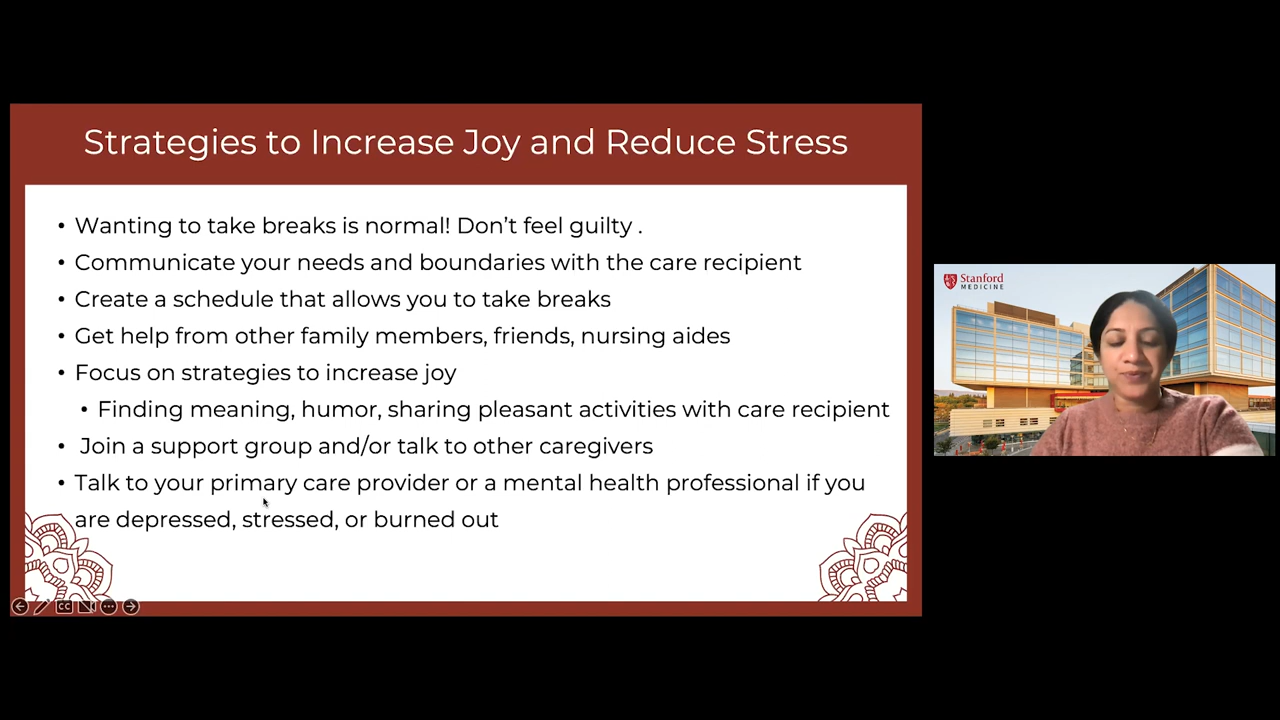 Strategies to Increase Joy and Reduce Stress
• Wanting to take breaks is normal! Don’t feel guilty .
• Communicate your needs and boundaries with the care recipient
• Create a schedule that allows you to take breaks
• Get help from other family members, friends, nursing aides
• Focus on strategies to increase joy
• Finding meaning, humor, sharing pleasant activities with care recipient
• Join a support group and/or talk to other caregivers
• Talk to your primary care provider or a mental health professional if you
are depressed, stressed, or burned out
CC
Stanford
MEDICINE